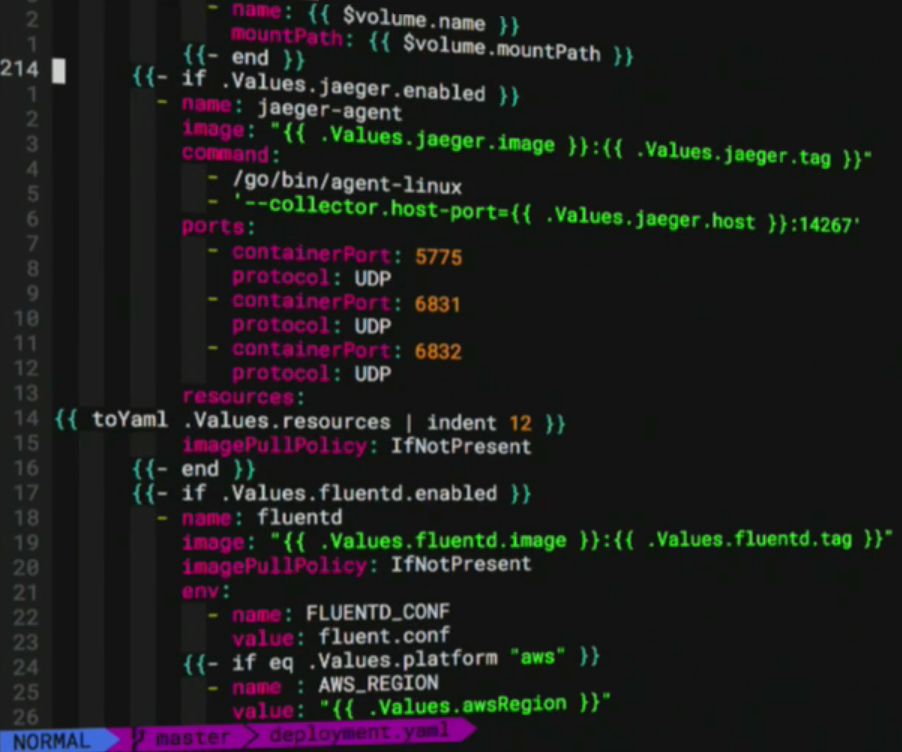 2 - name: {{ $volume.name }}
1 mountPath: {{ $volume.mountPath }}
214 {{- end }}
1 {{- if .Values.jaeger.enabled }}
2 - name: jaeger-agent
3 image: "{{ .Values.jaeger.image }}:{{ .Values.jaeger.tag }}"
4 command:
5 - /go/bin/agent-linux
6 - '--collector.host-port={{ .Values.jaeger.host }}:14267'
7 ports:
8 - containerPort: 5775
9 protocol: UDP
10 - containerPort: 6831
11 protocol: UDP
12 - containerPort: 6832
13 protocol: UDP
14 resources:
15 {{ toYaml .Values.resources | indent 12 }}
16 imagePullPolicy: IfNotPresent
17 {{- end }}
18 {{- if .Values.fluentd.enabled }}
19 - name: fluentd
20 image: "{{ .Values.fluentd.image }}:{{ .Values.fluentd.tag }}"
21 imagePullPolicy: IfNotPresent
22 env:
23 - name: FLUENTD_CONF
24 value: fluent.conf
25 {{- if eq .Values.platform "aws" }}
26 - name : AWS_REGION
value: "{{ .Values.awsRegion }}"
NORMAL master deployment.yaml